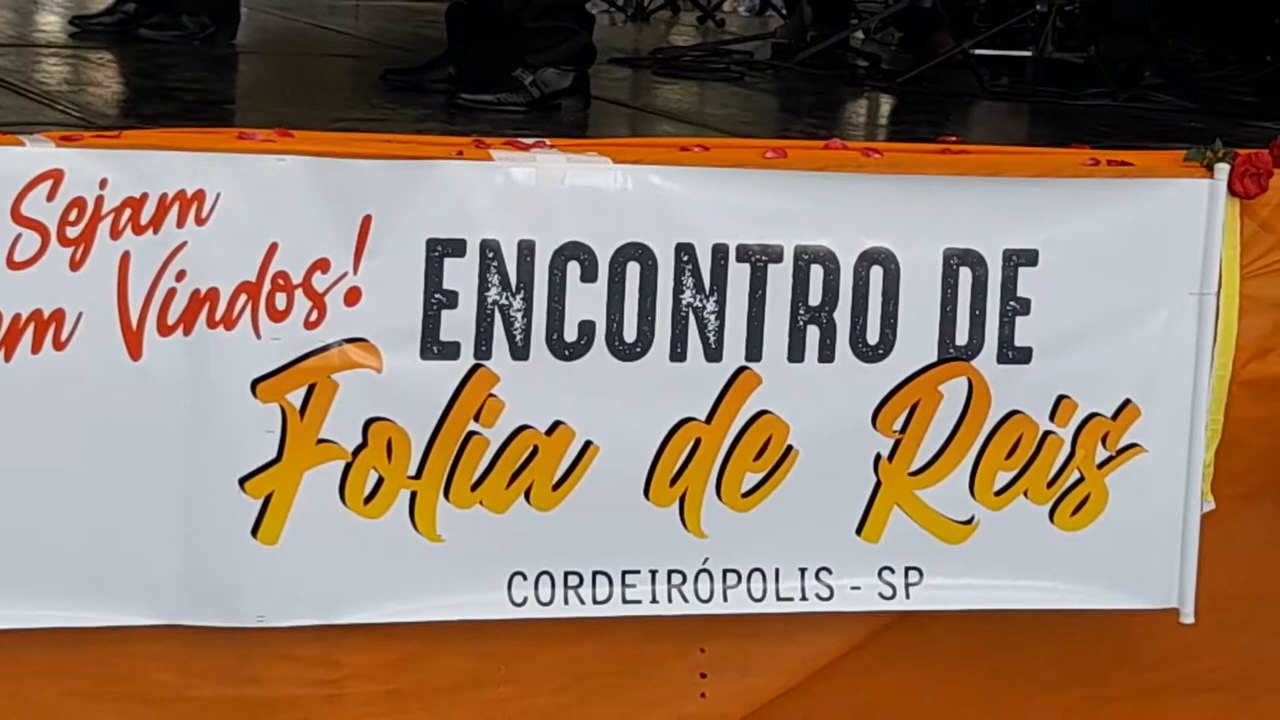 Sejam
Vindos!
ENCONTRO DE
Folia de Reis
CORDEIRÓPOLIS - SP